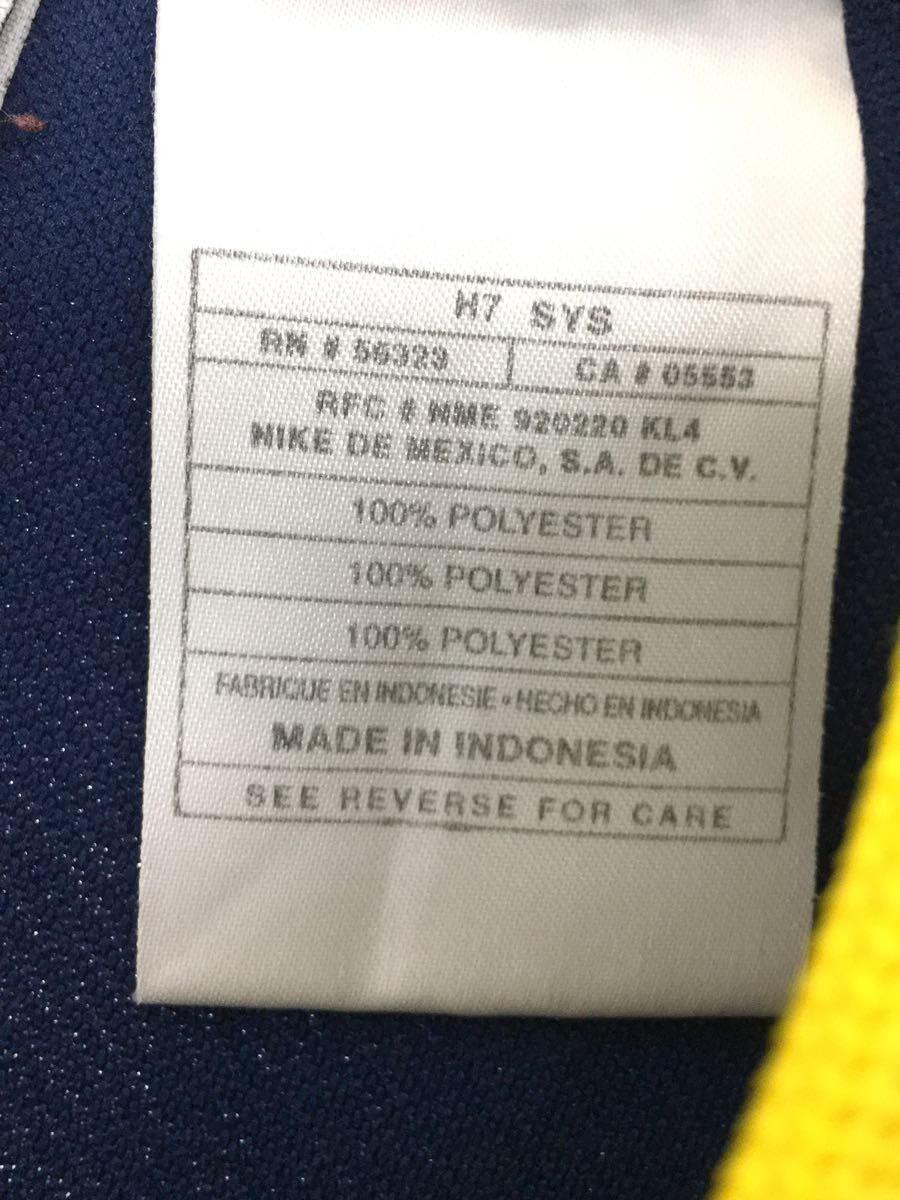 H7 SYS
RN # 56323 CA # 05553
RFC # NME 920220 KL4
NIKE DE MEXICO, S.A. DE C.V.
100% POLYESTER
100% POLYESTER
100% POLYESTER
FABRIQUE EN INDONESIE • HECHO EN INDONESIA
MADE IN INDONESIA
SEE REVERSE FOR CARE